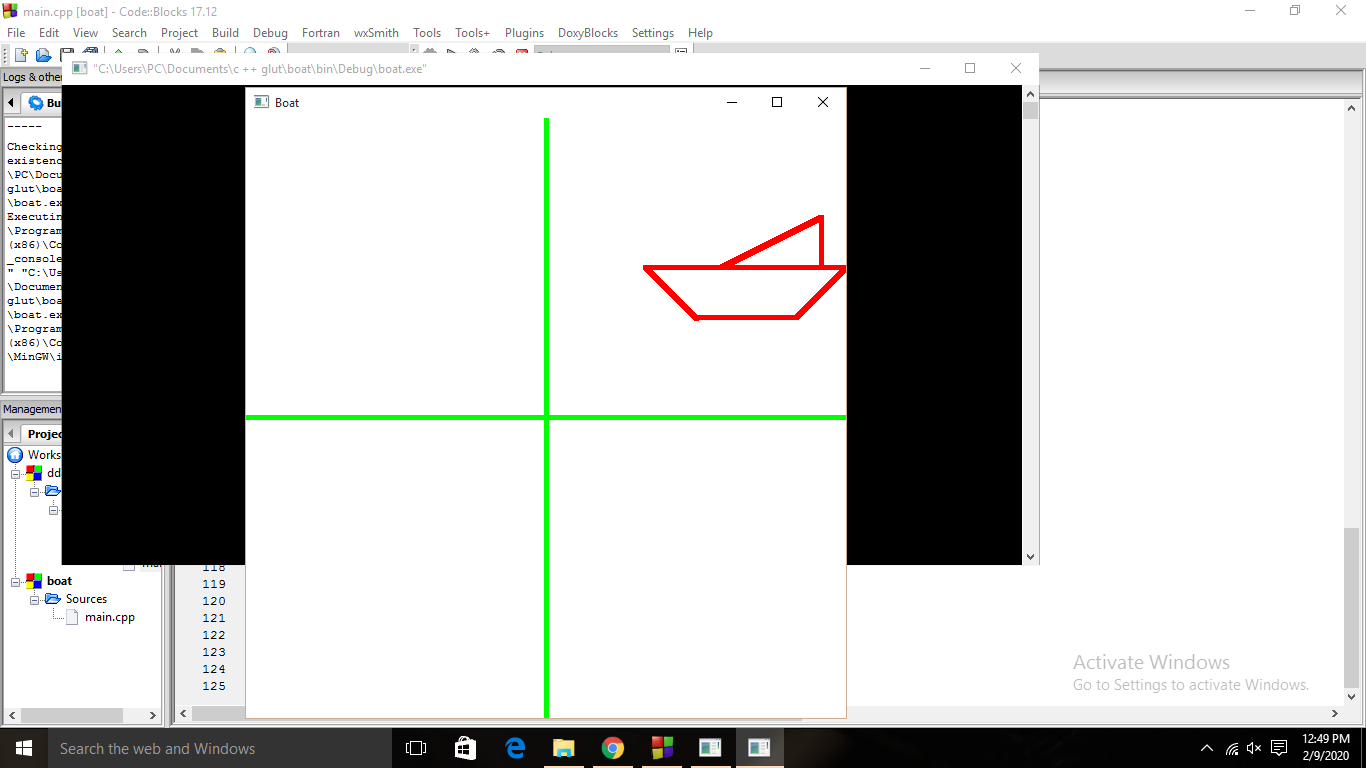 main.cpp [boat] - Code::Blocks 17.12
File Edit View Search Project Build Debug Fortran wxSmith Tools Tools+ Plugins DoxyBlocks Settings Help
Logs & othe
"C:\Users\PC\Documents\c ++ glut\boat\bin\Debug\boat.exe"
Bu
Boat
-----
Checking
existenc
\PC\Docu
glut\boa
\boat.ex
Executin
\Program
(x86)\Co
_console
" "C:\Us
\Documen
glut\boa
\boat.ex
\Program
(x86)\Co
\MinGW\i
Managemen
Projec
Works
dd
boat
Sources
main.cpp
118
119
120
121
122
123
124
125
Activate Windows
Go to Settings to activate Windows.
Search the web and Windows
12:49 PM
2/9/2020